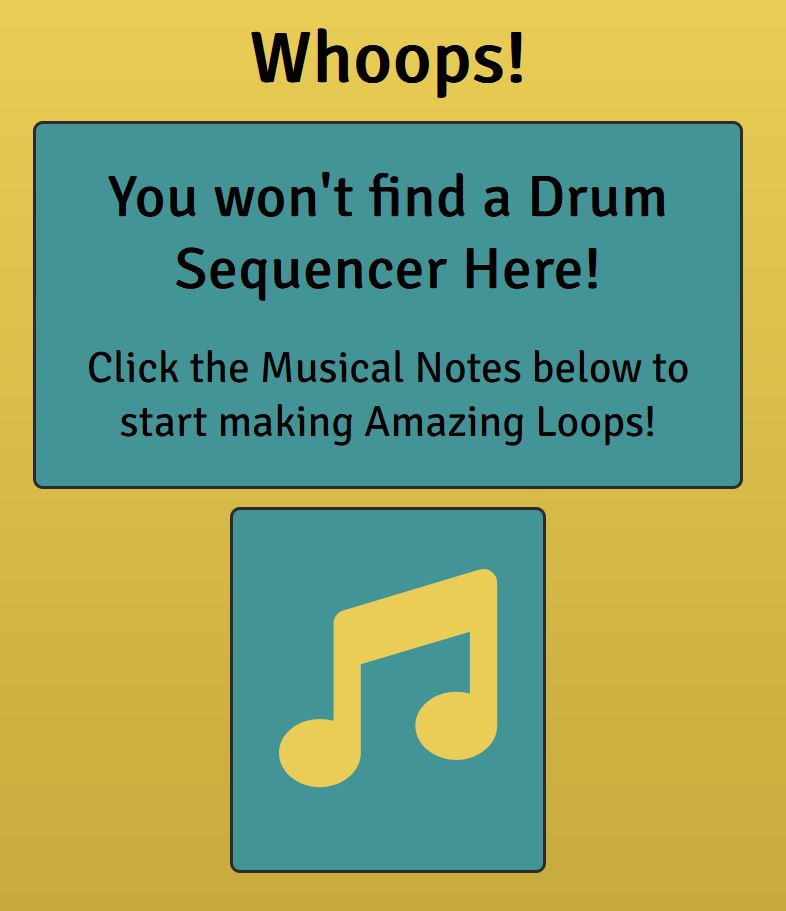 Whoops!
You won't find a Drum
Sequencer Here!
Click the Musical Notes below to
start making Amazing Loops!